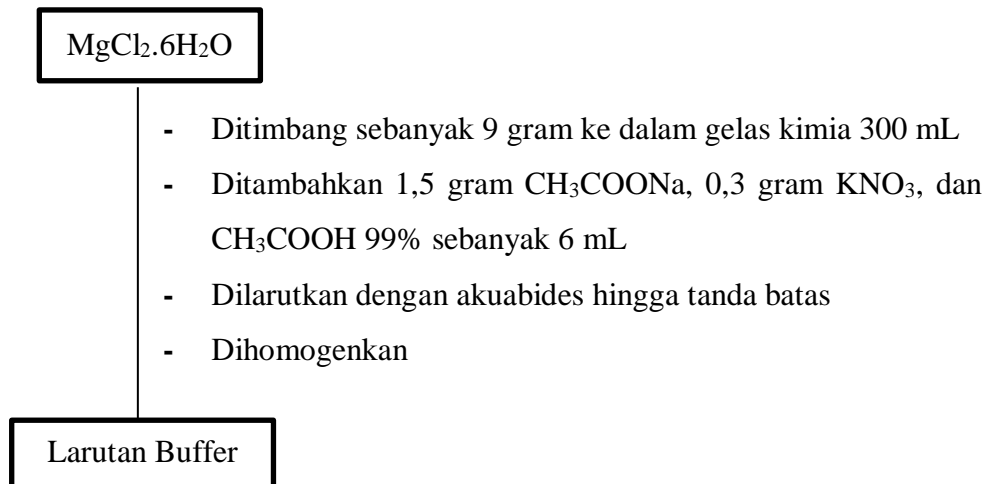 MgCl₂.6H₂O
- Ditimbang sebanyak 9 gram ke dalam gelas kimia 300 mL
- Ditambahkan 1,5 gram CH₃COONa, 0,3 gram KNO₃, dan
CH₃COOH 99% sebanyak 6 mL
- Dilarutkan dengan akuabides hingga tanda batas
- Dihomogenkan
Larutan Buffer